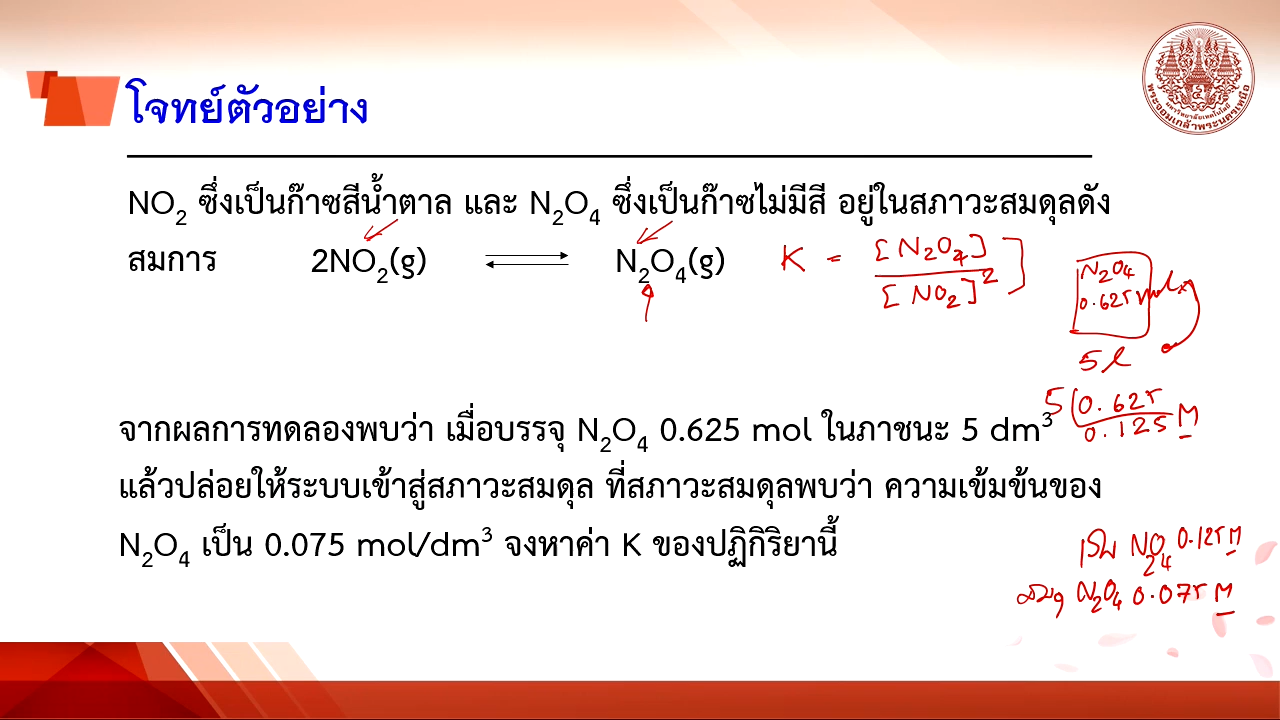 โจทย์ตัวอย่าง
NO2 ซึ่งเป็นก๊าซสีน้ำตาล และ N2O4 ซึ่งเป็นก๊าซไม่มีสี อยู่ในสภาวะสมดุลดัง
สมการ 2NO2(g) ⇌ N2O4(g)
K = [N2O4]
[NO2]2
N2O4
0.625 mol
5 l
5 0.625
0.125 M
จากผลการทดลองพบว่า เมื่อบรรจุ N2O4 0.625 mol ในภาชนะ 5 dm3
แล้วปล่อยให้ระบบเข้าสู่สภาวะสมดุล ที่สภาวะสมดุลพบว่า ความเข้มข้นของ
N2O4 เป็น 0.075 mol/dm3 จงหาค่า K ของปฏิกิริยานี้
เริ่ม N2O4 0.125 M
N2O4 0.075 M